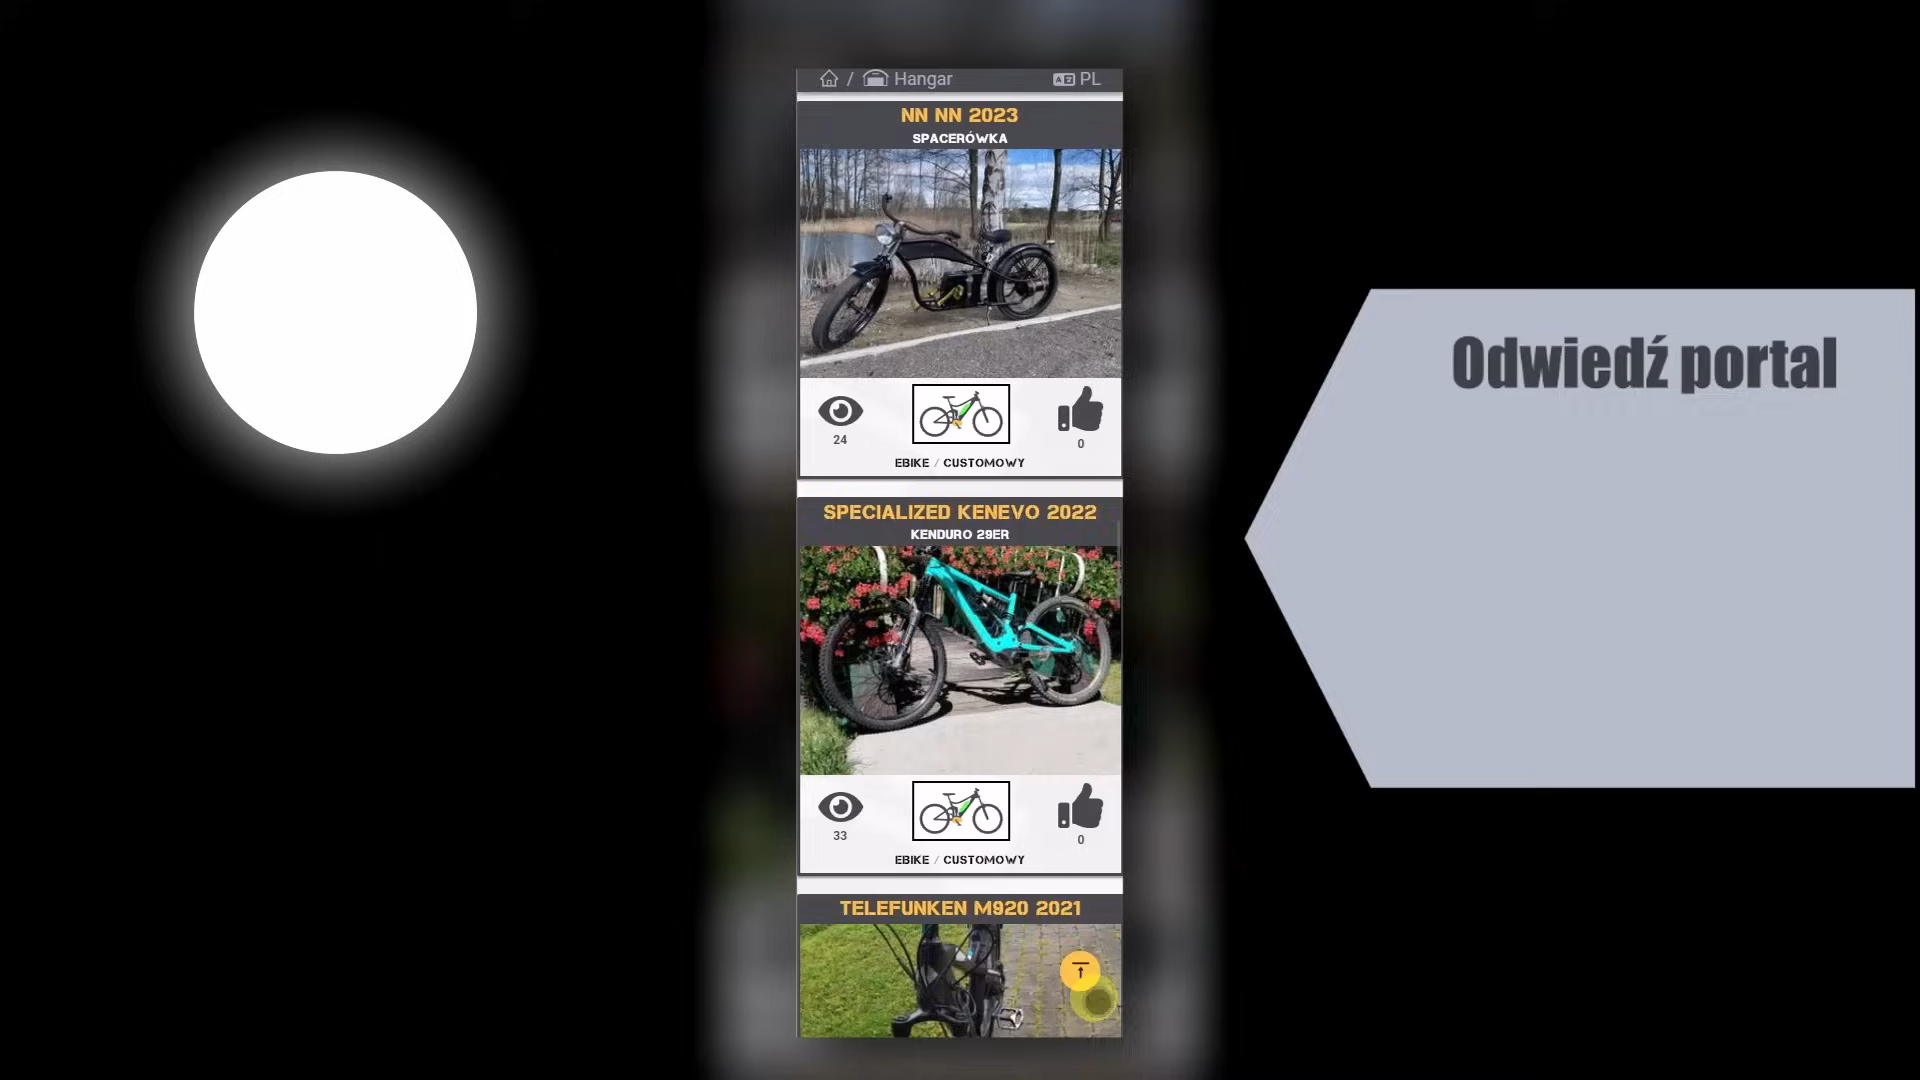 Hangar
PL
NN NN 2023
SPACERÓWKA
24
0
EBIKE / CUSTOMOWY
SPECIALIZED KENEVO 2022
KENDURO 29ER
33
0
EBIKE / CUSTOMOWY
TELEFUNKEN M920 2021
Odwiedź portal